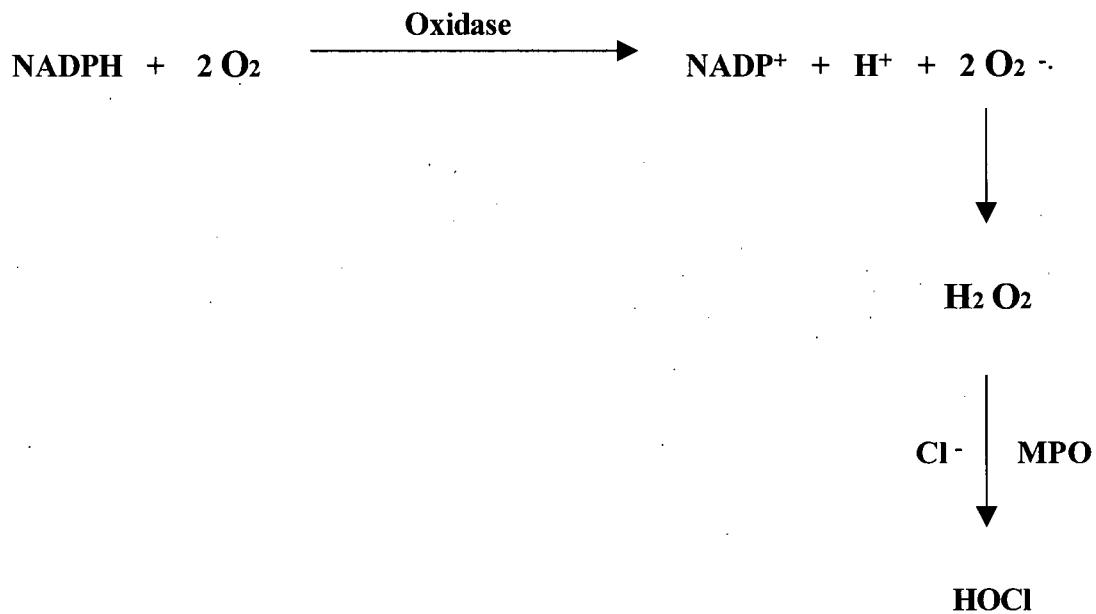 Oxidase
NADPH + 2 O₂ NADP⁺ + H⁺ + 2 O₂ ⁻·
H₂ O₂
Cl ⁻ MPO
HOCl